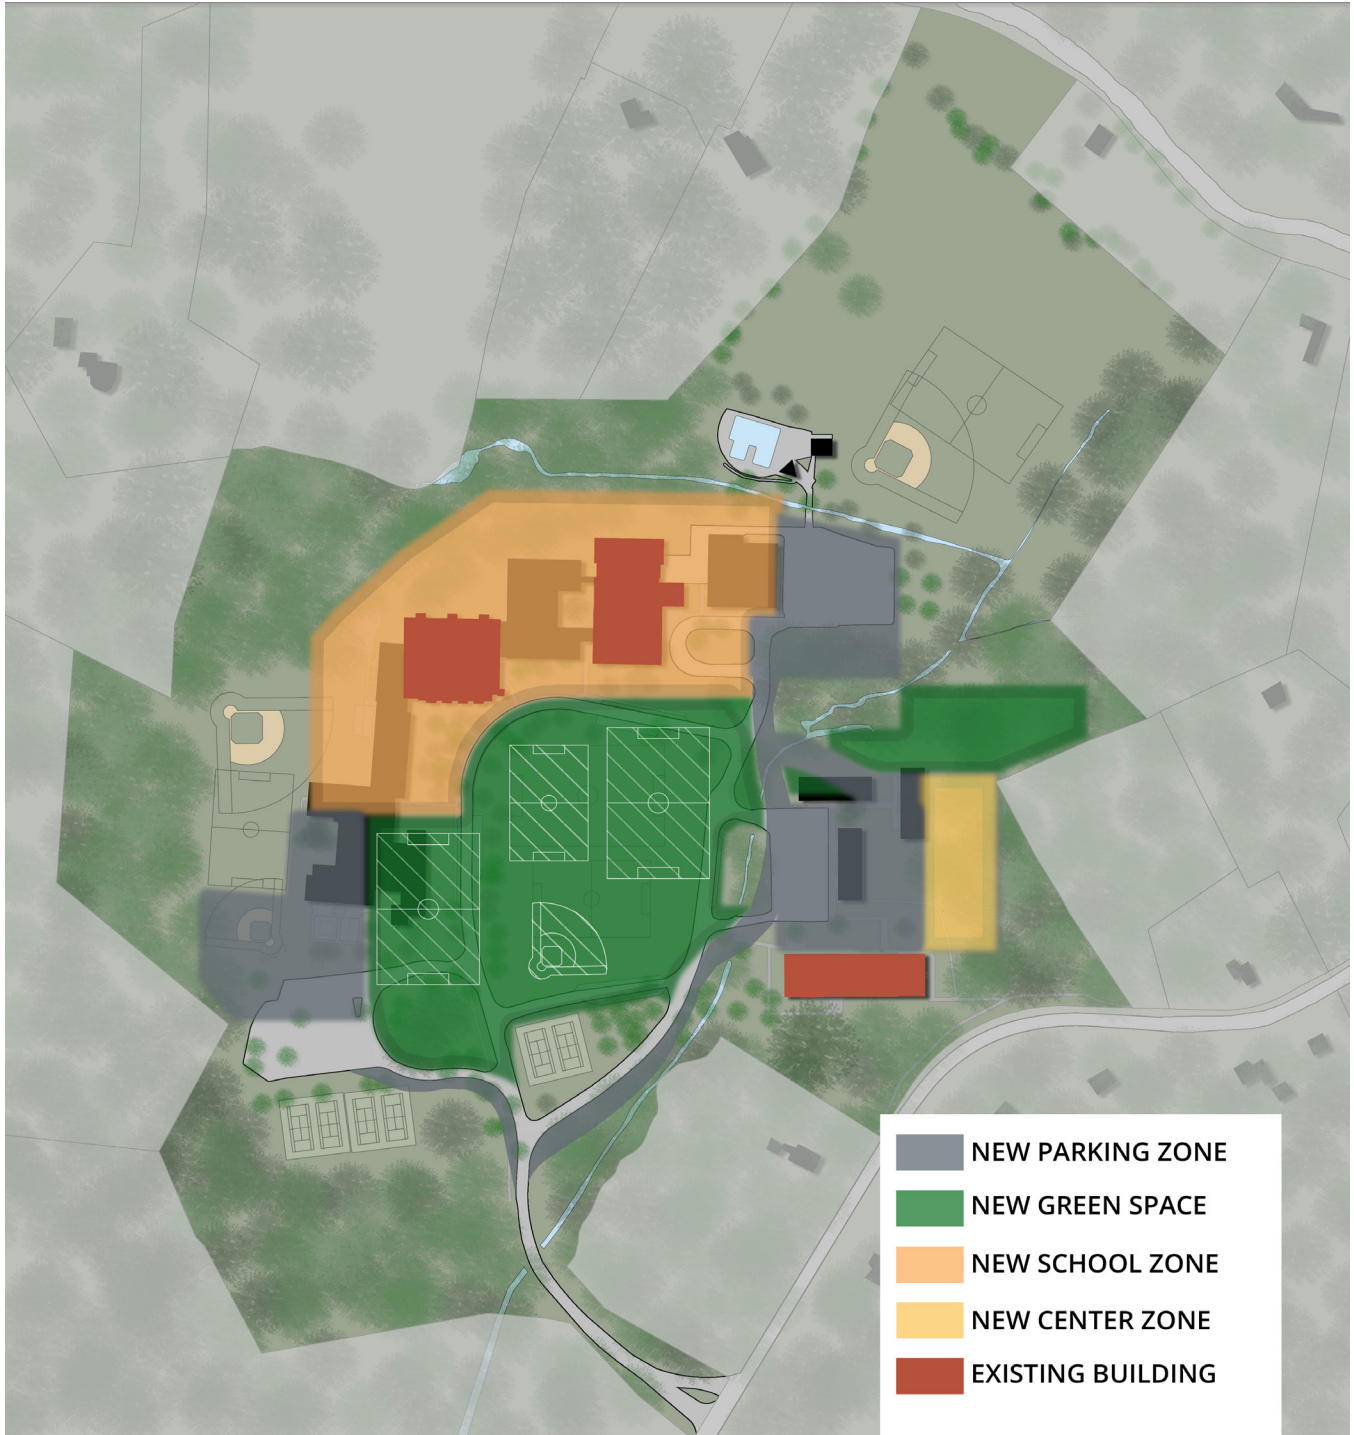 NEW PARKING ZONE
NEW GREEN SPACE
NEW SCHOOL ZONE
NEW CENTER ZONE
EXISTING BUILDING